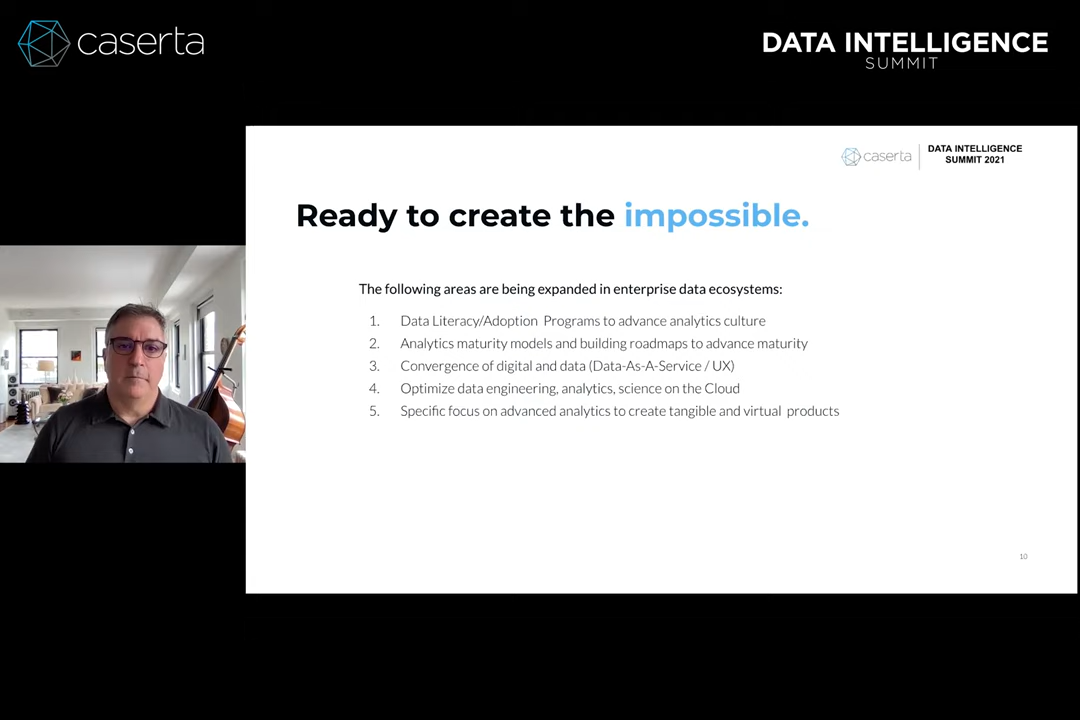 caserta
DATA INTELLIGENCE
SUMMIT
caserta
DATA INTELLIGENCE
SUMMIT 2021
Ready to create the impossible.
The following areas are being expanded in enterprise data ecosystems:
1. Data Literacy/Adoption Programs to advance analytics culture
2. Analytics maturity models and building roadmaps to advance maturity
3. Convergence of digital and data (Data-As-A-Service / UX)
4. Optimize data engineering, analytics, science on the Cloud
5. Specific focus on advanced analytics to create tangible and virtual products
10